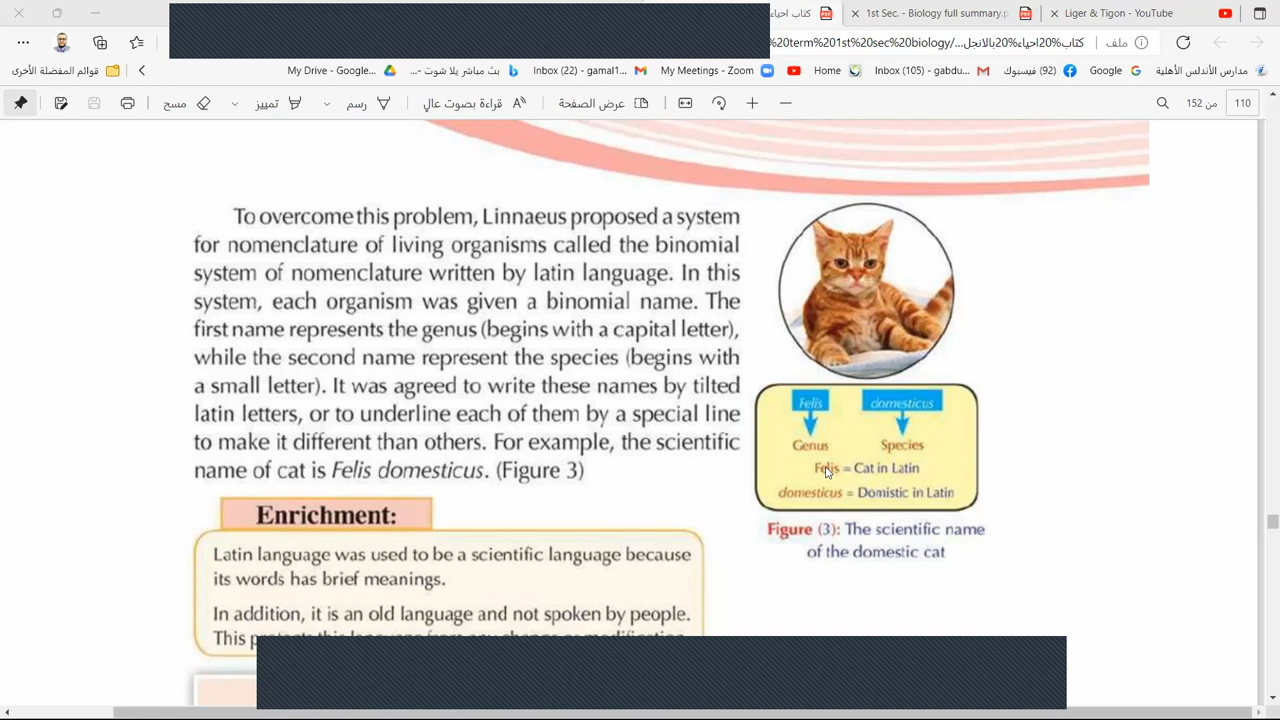 كتاب احياء
1st Sec. - Biology full summary.p
Liger & Tigon - YouTube
%20term%201st%20sec%20biology/...كتاب%20احياء%20بالانجل
ملف
قوائم المفضلة الأخرى
My Drive - Google...
بث مباشر يلا شوت -...
Inbox (22) - gamal1...
My Meetings - Zoom
Home
Inbox (105) - gabdu...
(92) فيسبوك
Google
مدارس الأندلس الأهلية
مسح
تمييز
رسم
قراءة بصوت عالٍ
عرض الصفحة
من 152
110
To overcome this problem, Linnaeus proposed a system
for nomenclature of living organisms called the binomial
system of nomenclature written by latin language. In this
system, each organism was given a binomial name. The
first name represents the genus (begins with a capital letter),
while the second name represent the species (begins with
a small letter). It was agreed to write these names by tilted
latin letters, or to underline each of them by a special line
to make it different than others. For example, the scientific
name of cat is Felis domesticus. (Figure 3)
Felis domesticus
Genus Species
Felis = Cat in Latin
domesticus = Domistic in Latin
Figure (3): The scientific name
of the domestic cat
Enrichment:
Latin language was used to be a scientific language because
its words has brief meanings.
In addition, it is an old language and not spoken by people.
This